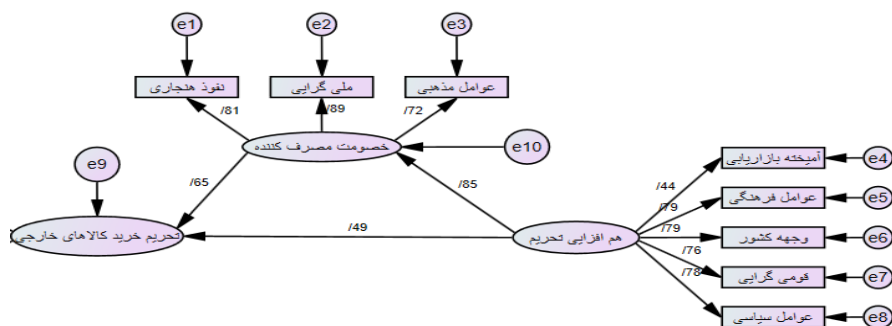 e1
e2
e3
نفوذ هنجاری
ملی گرایی
عوامل مذهبی
/81
/89
/72
خصومت مصرف کننده
e10
e9
/65
/85
آمیخته بازاریابی
e4
/44
عوامل فرهنگی
e5
/79
تحریم خرید کالاهای خارجی
/49
هم افزایی تحریم
/79
وجهه کشور
e6
/76
قومی گرایی
e7
/78
عوامل سیاسی
e8